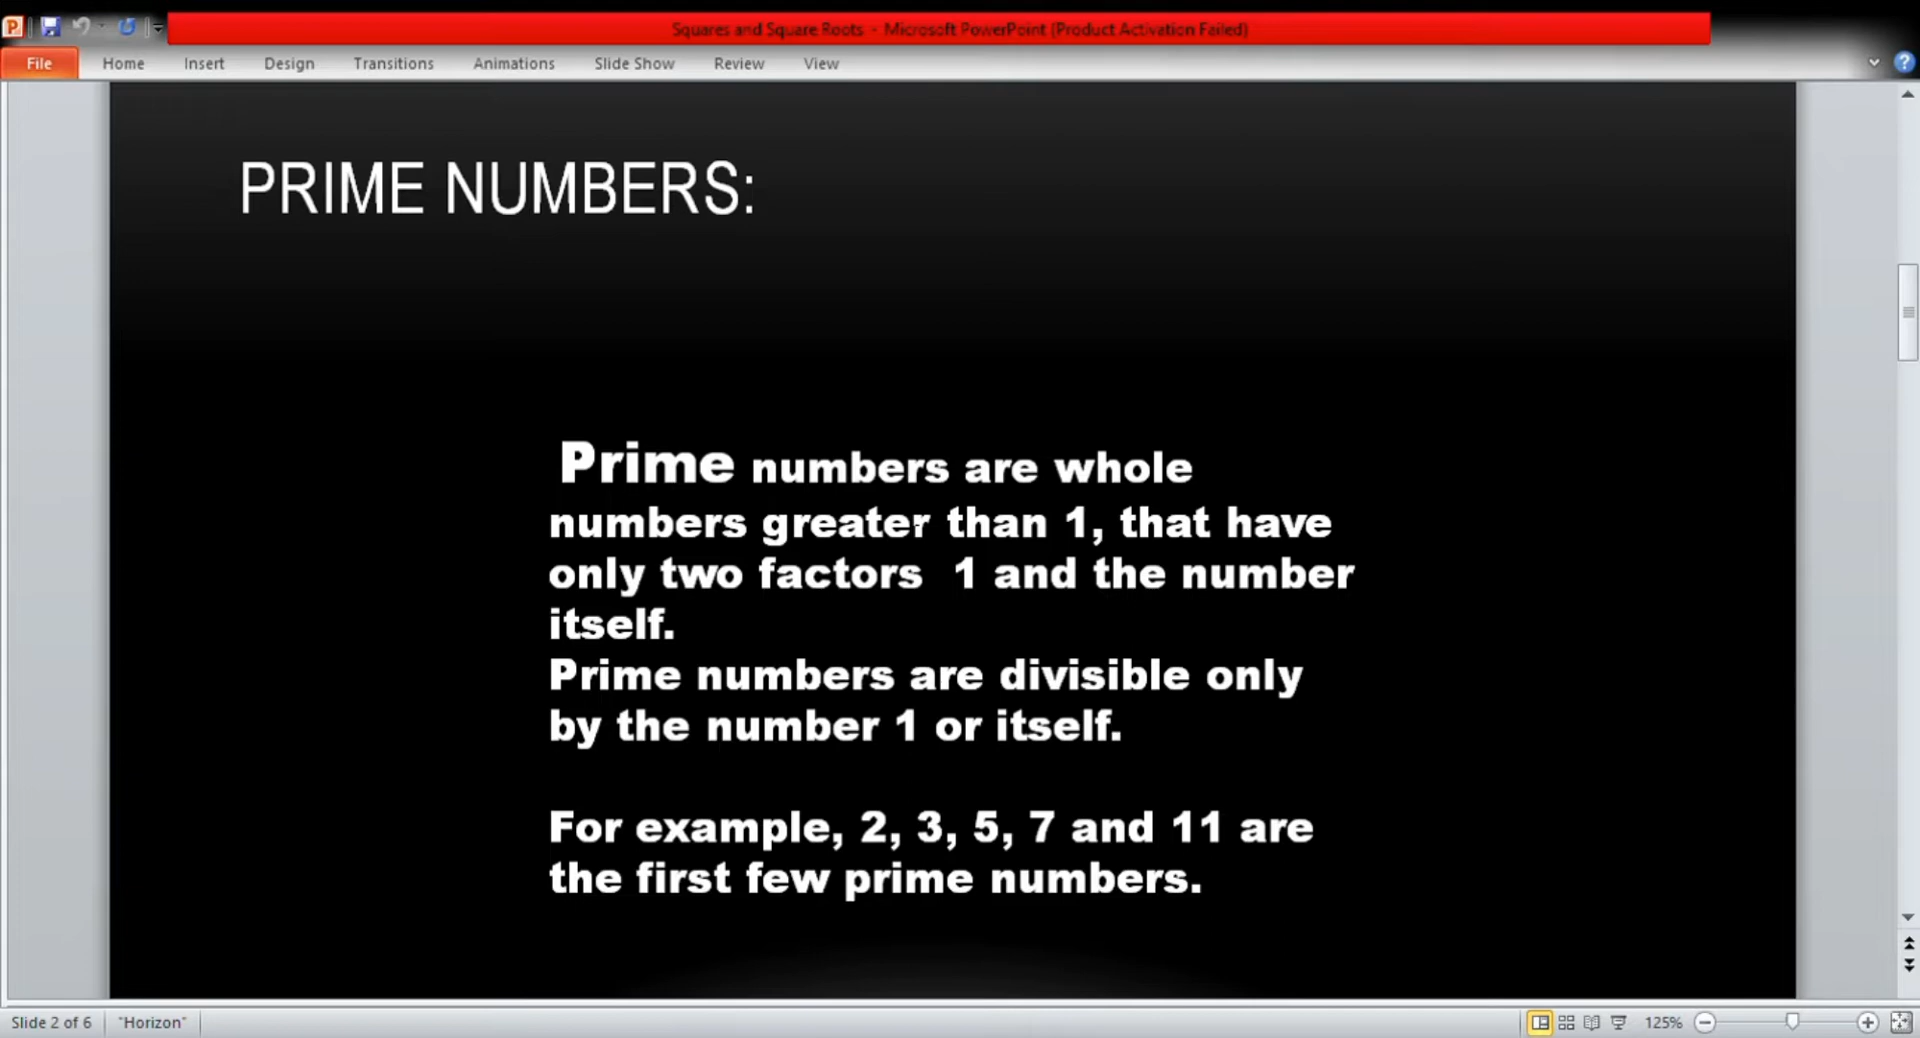 Squares and Square Roots - Microsoft PowerPoint (Product Activation Failed)
File Home Insert Design Transitions Animations Slide Show Review View
PRIME NUMBERS:
Prime numbers are whole
numbers greater than 1, that have
only two factors 1 and the number
itself.
Prime numbers are divisible only
by the number 1 or itself.
For example, 2, 3, 5, 7 and 11 are
the first few prime numbers.
Slide 2 of 6 "Horizon" 125%